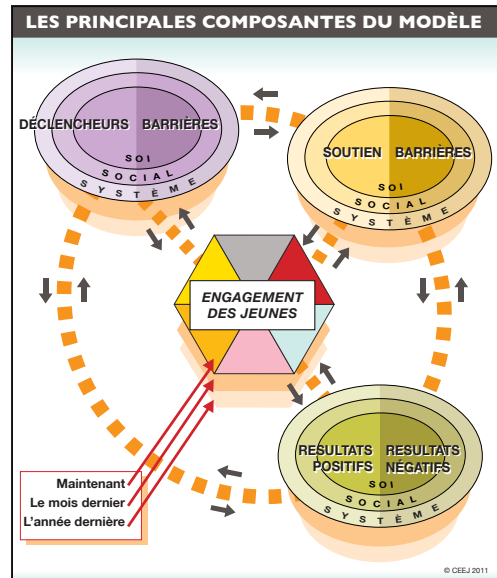 LES PRINCIPALES COMPOSANTES DU MODÈLE
DÉCLENCHEURS BARRIÈRES
SOI
SOCIAL
SYSTÈME
SOUTIEN BARRIÈRES
SOI
SOCIAL
SYSTÈME
ENGAGEMENT
DES JEUNES
RESULTATS RESULTATS
POSITIFS NÉGATIFS
SOI
SOCIAL
SYSTÈME
Maintenant
Le mois dernier
L'année dernière
© CEEJ 2011